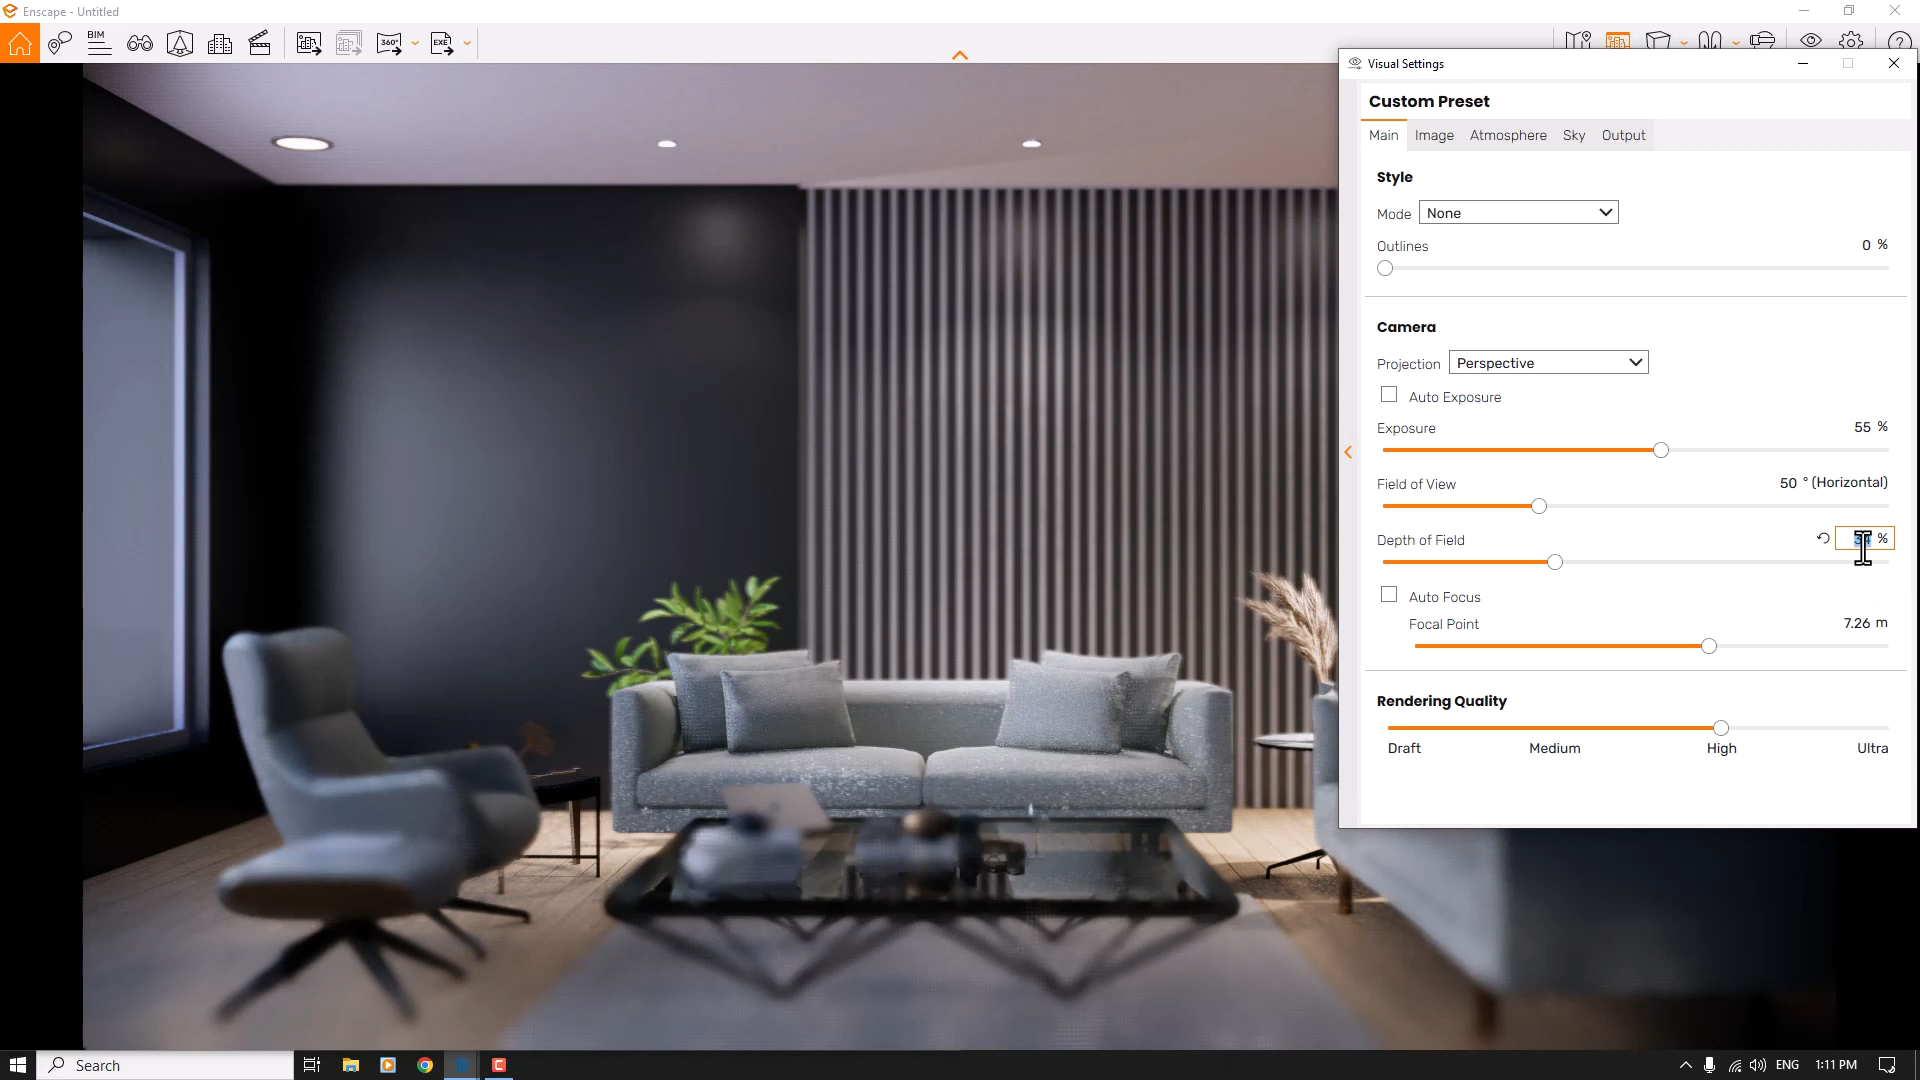 Enscape - Untitled
BIM
360°
EXE
Visual Settings
Custom Preset
Main Image Atmosphere Sky Output
Style
Mode None
Outlines 0 %
Camera
Projection Perspective
Auto Exposure
Exposure 55 %
Field of View 50 ° (Horizontal)
Depth of Field 34 %
Auto Focus
Focal Point 7.26 m
Rendering Quality
Draft Medium High Ultra
Search
ENG 1:11 PM